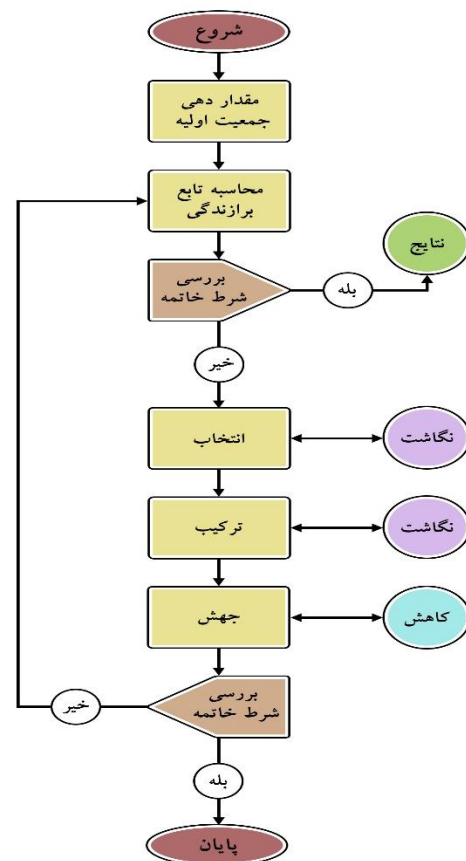 شروع
مقدار دهی
جمعیت اولیه
محاسبه تابع
برازندگی
نتایج
بررسی
شرط خاتمه
بله
خیر
انتخاب
نگاشت
ترکیب
نگاشت
جهش
کاهش
بررسی
شرط خاتمه
خیر
بله
پایان